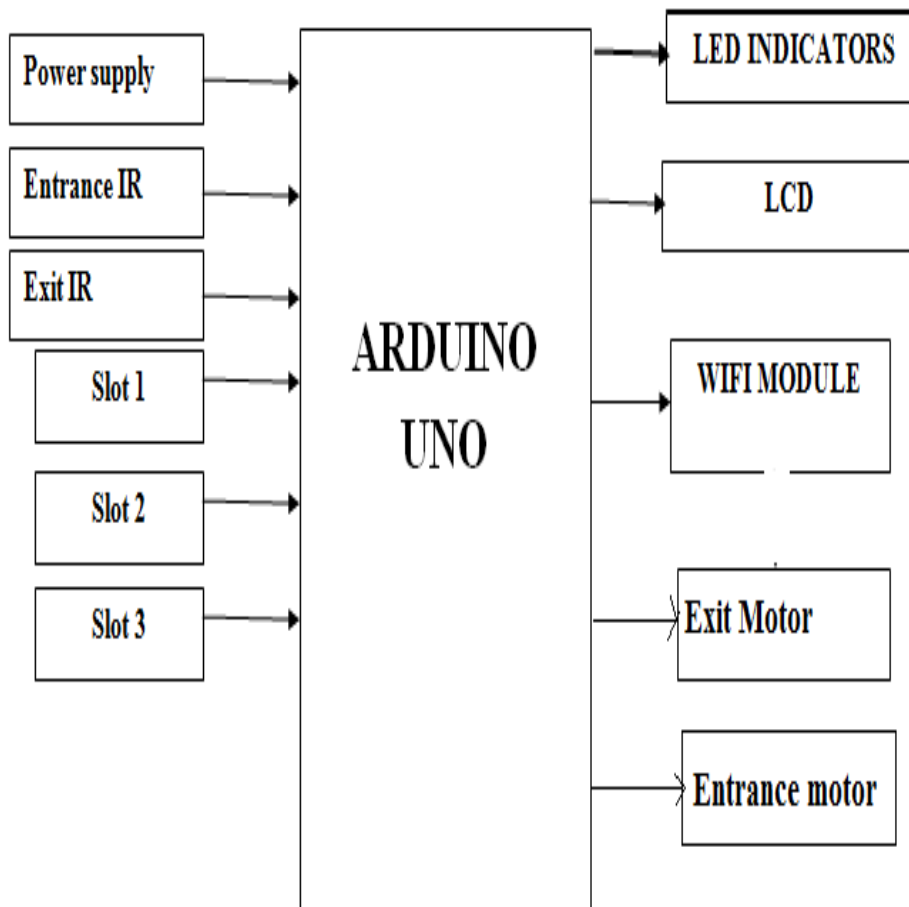 Power supply
Entrance IR
Exit IR
Slot 1
Slot 2
Slot 3
ARDUINO
UNO
LED INDICATORS
LCD
WIFI MODULE
Exit Motor
Entrance motor